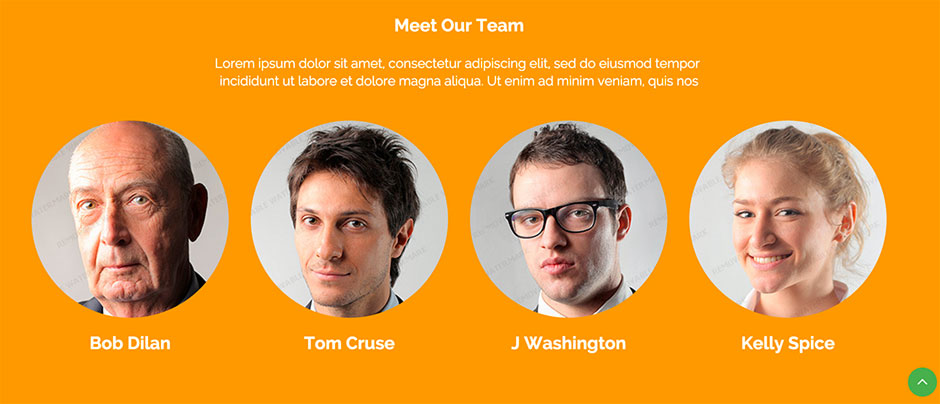 Meet Our Team
Lorem ipsum dolor sit amet, consectetur adipiscing elit, sed do eiusmod tempor
incididunt ut labore et dolore magna aliqua. Ut enim ad minim veniam, quis nos
Bob Dilan
Tom Cruse
J Washington
Kelly Spice